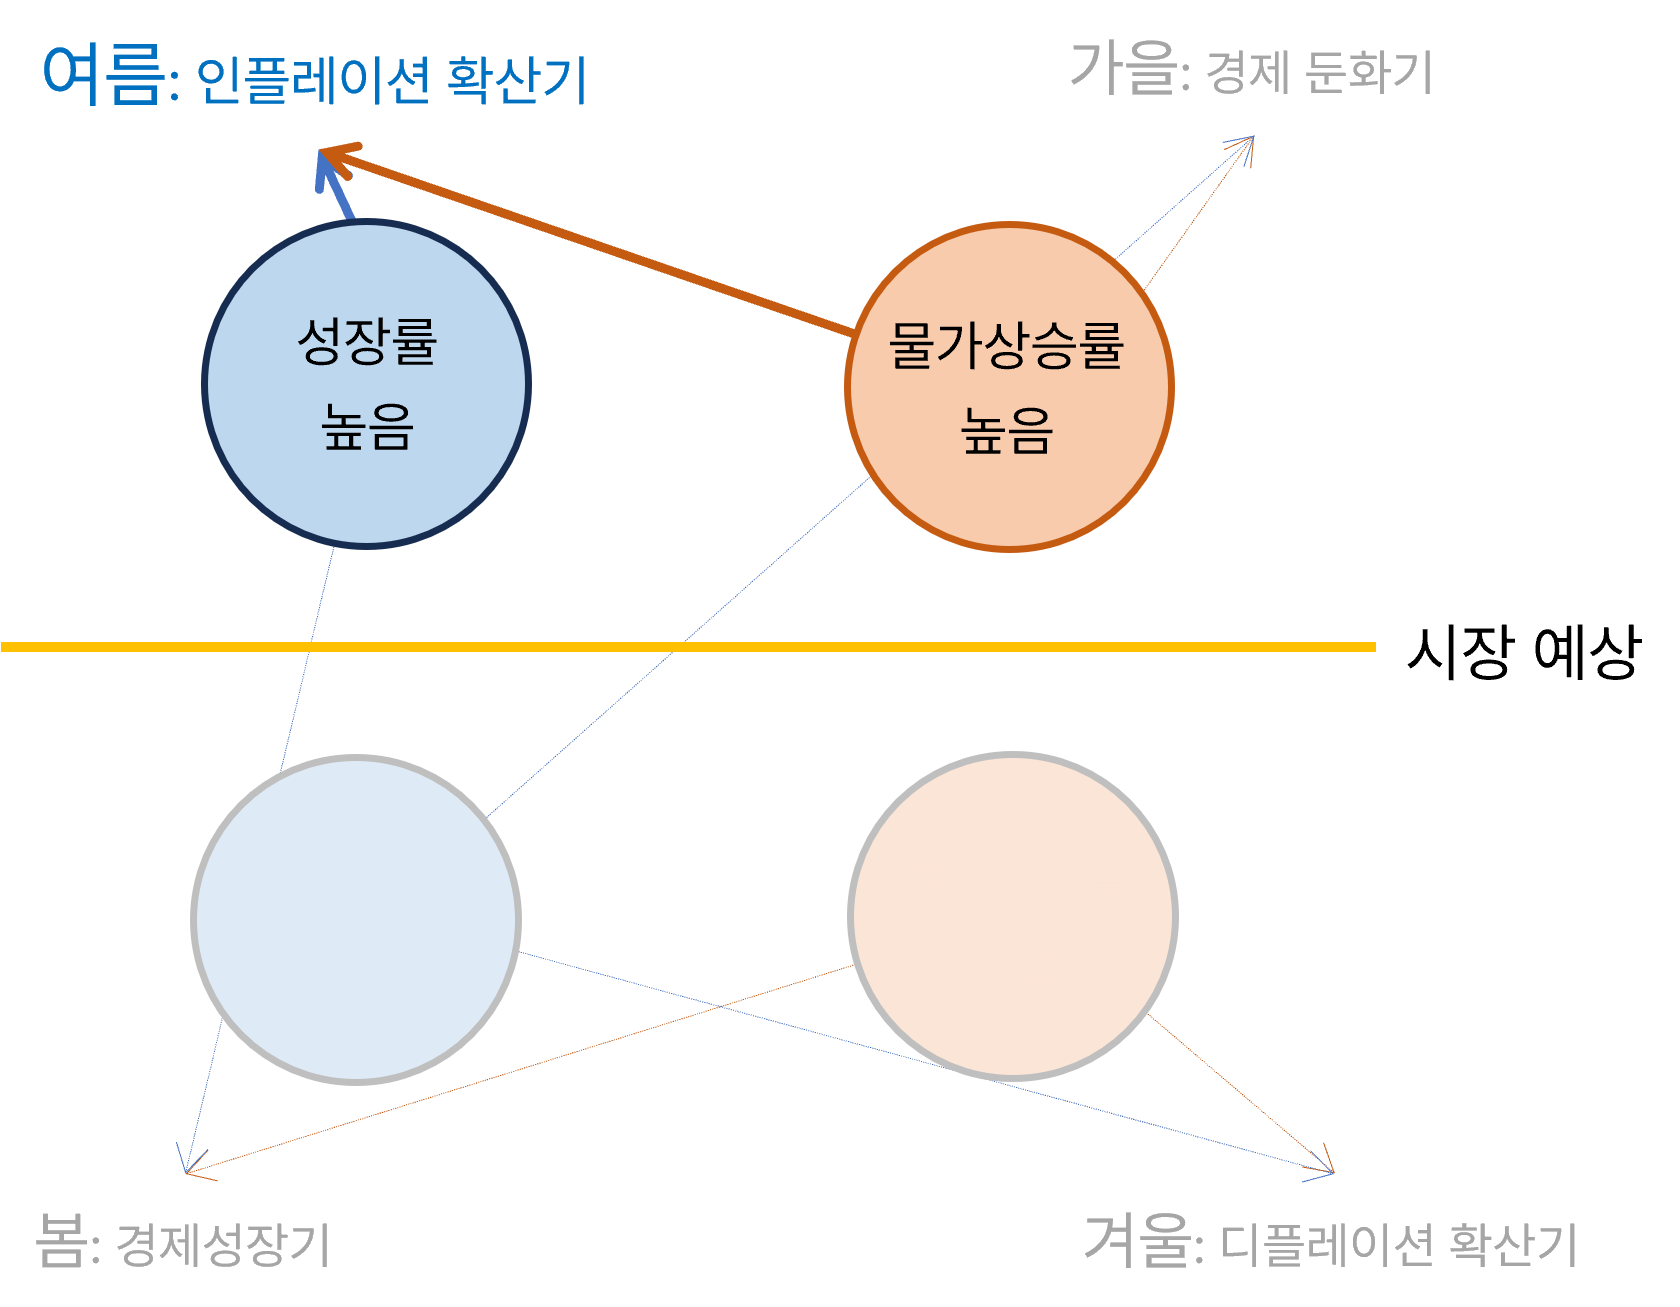 여름: 인플레이션 확산기
가을: 경제 둔화기
성장률
높음
물가상승률
높음
시장 예상
봄: 경제성장기
겨울: 디플레이션 확산기